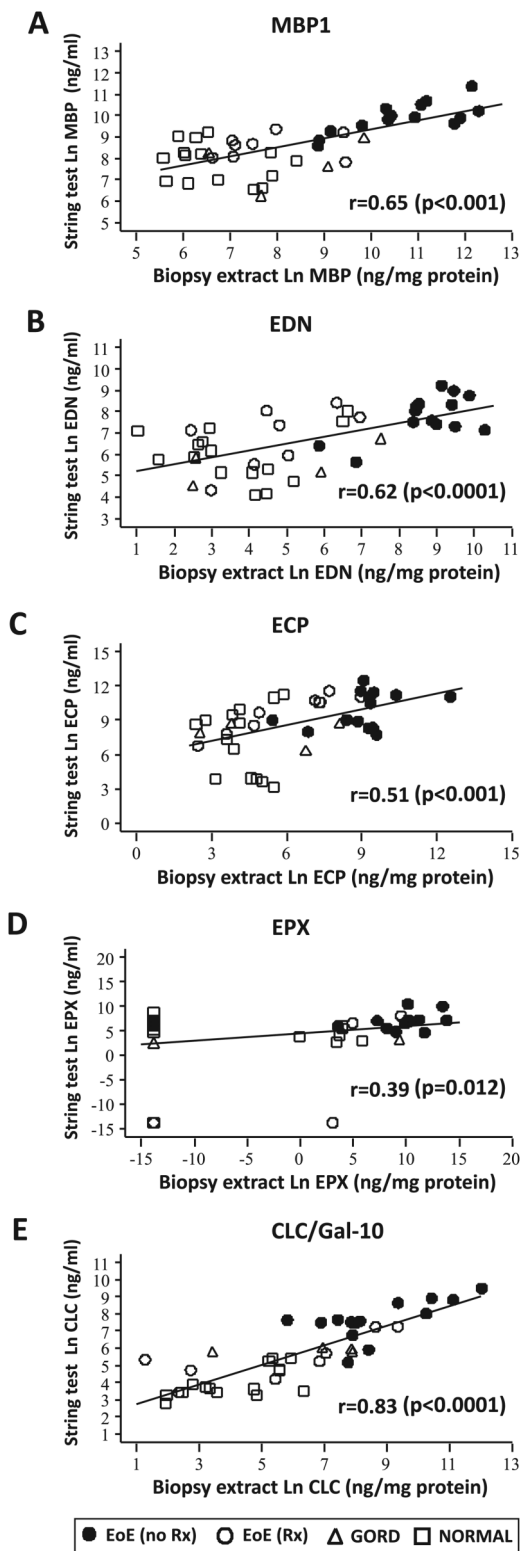 A
MBP1
String test Ln MBP (ng/ml)
13
12
11
10
9
8
7
6
5
r=0.65 (p<0.001)
5 6 7 8 9 10 11 12 13
Biopsy extract Ln MBP (ng/mg protein)
B
EDN
String test Ln EDN (ng/ml)
11
10
9
8
7
6
5
4
3
r=0.62 (p<0.0001)
1 2 3 4 5 6 7 8 9 10 11
Biopsy extract Ln EDN (ng/mg protein)
C
ECP
String test Ln ECP (ng/ml)
15
12
9
6
3
0
r=0.51 (p<0.001)
0 3 6 9 12 15
Biopsy extract Ln ECP (ng/mg protein)
D
EPX
String test Ln EPX (ng/ml)
20
15
10
5
0
-5
-10
-15
r=0.39 (p=0.012)
-15 -10 -5 0 5 10 15 20
Biopsy extract Ln EPX (ng/mg protein)
E
CLC/Gal-10
String test Ln CLC (ng/ml)
11
10
9
8
7
6
5
4
3
2
1
r=0.83 (p<0.0001)
1 3 5 7 9 11 13
Biopsy extract Ln CLC (ng/mg protein)
EoE (no Rx) EoE (Rx) GORD NORMAL